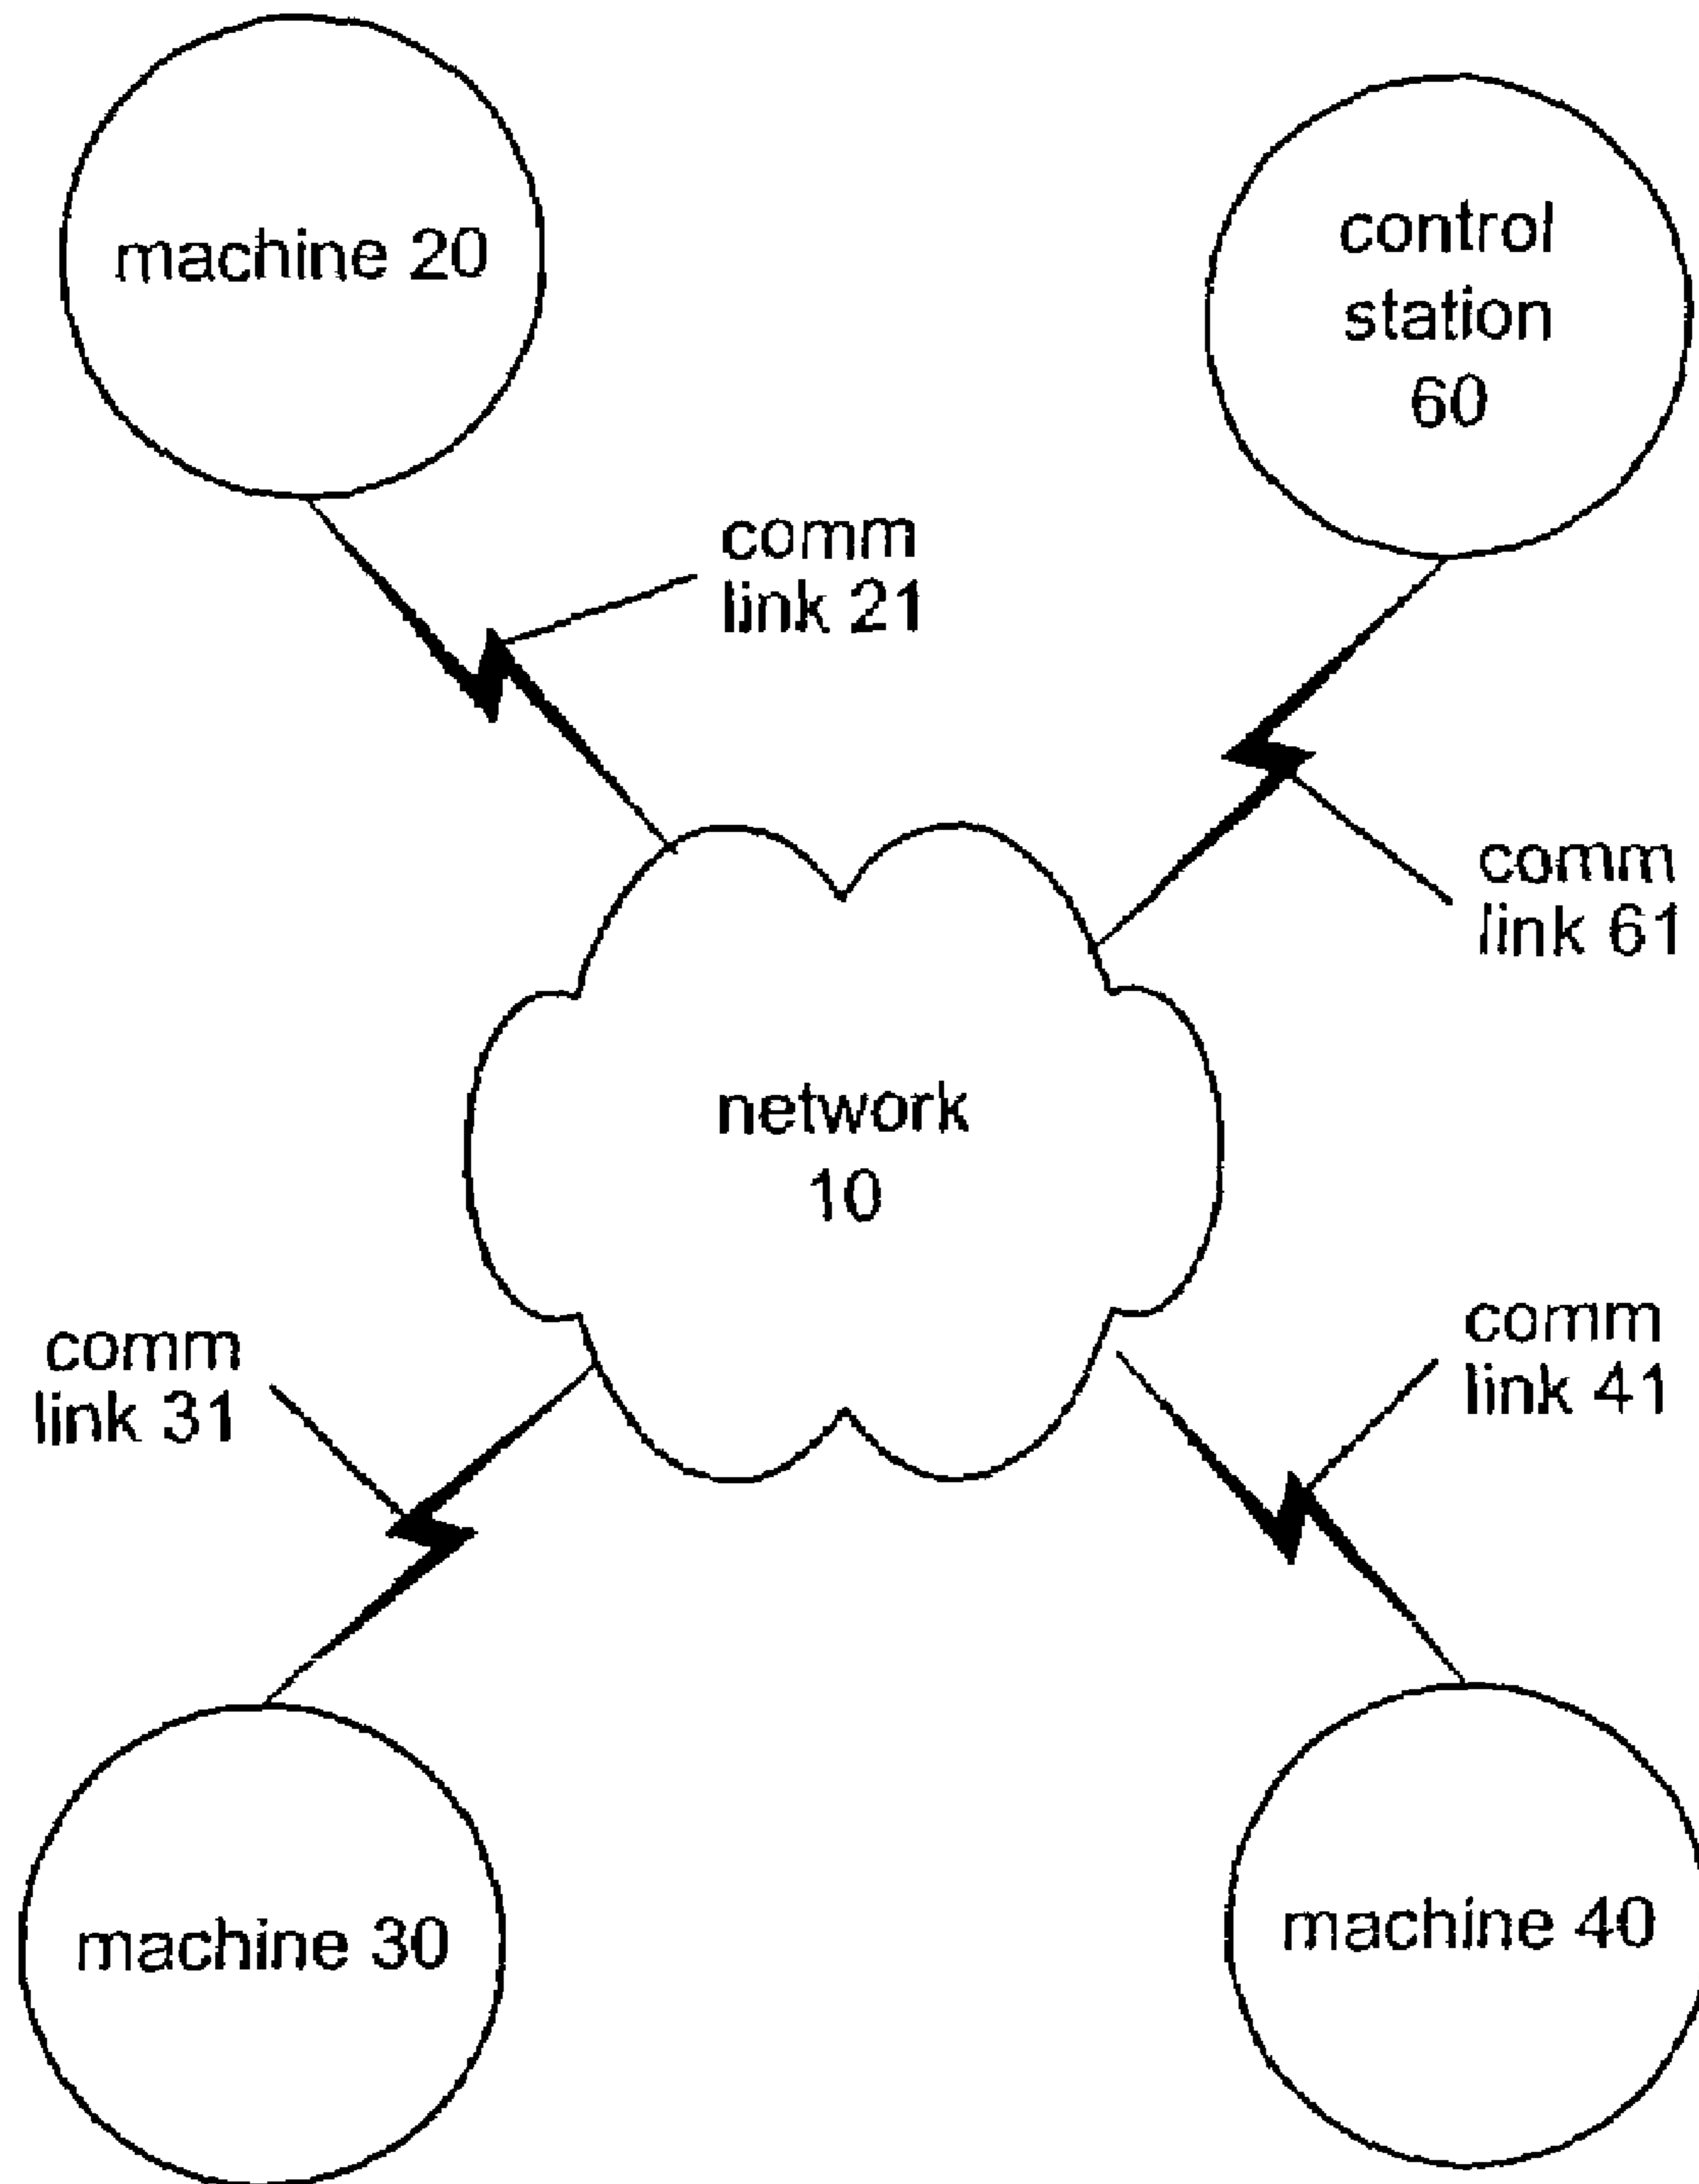 machine 20
control
station
60
comm
link 21
comm
link 61
network
10
comm
link 31
comm
link 41
machine 30
machine 40